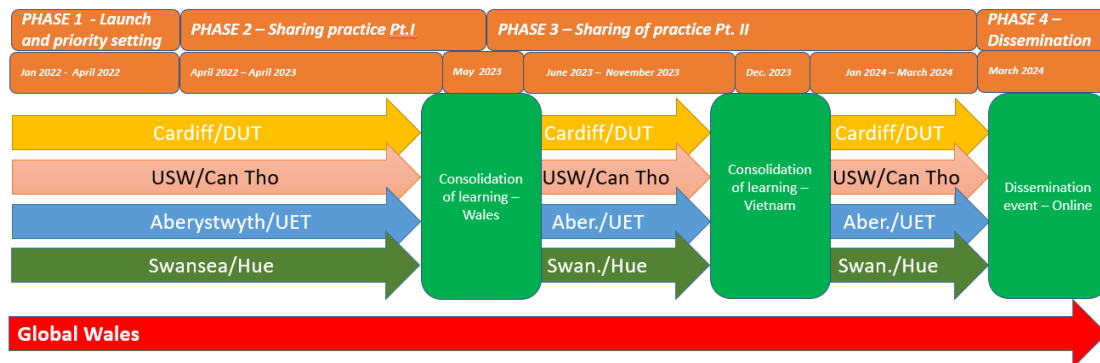 PHASE 1 - Launch
and priority setting
PHASE 2 – Sharing practice Pt.I
PHASE 3 – Sharing of practice Pt. II
PHASE 4 –
Dissemination
Jan 2022 - April 2022
April 2022 – April 2023
May 2023
June 2023 – November 2023
Dec. 2023
Jan 2024 – March 2024
March 2024
Cardiff/DUT
USW/Can Tho
Aberystwyth/UET
Swansea/Hue
Consolidation
of learning –
Wales
Cardiff/DUT
USW/Can Tho
Aber./UET
Swan./Hue
Consolidation
of learning –
Vietnam
Cardiff/DUT
USW/Can Tho
Aber./UET
Swan./Hue
Dissemination
event – Online
Global Wales